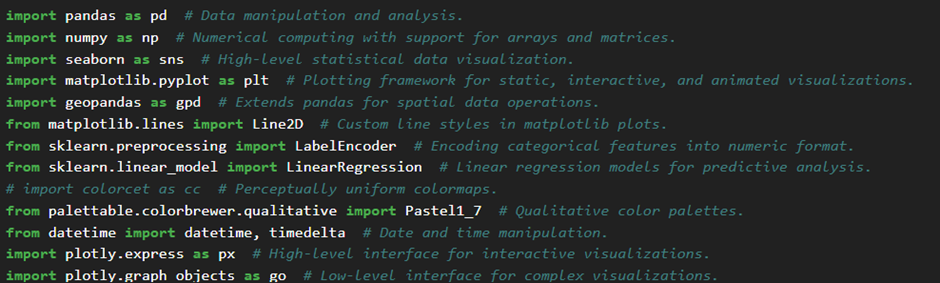 import pandas as pd  # Data manipulation and analysis.
import numpy as np  # Numerical computing with support for arrays and matrices.
import seaborn as sns  # High-level statistical data visualization.
import matplotlib.pyplot as plt  # Plotting framework for static, interactive, and animated visualizations.
import geopandas as gpd  # Extends pandas for spatial data operations.
from matplotlib.lines import Line2D  # Custom line styles in matplotlib plots.
from sklearn.preprocessing import LabelEncoder  # Encoding categorical features into numeric format.
from sklearn.linear_model import LinearRegression  # Linear regression models for predictive analysis.
# import colorcet as cc  # Perceptually uniform colormaps.
from palettable.colorbrewer.qualitative import Pastel1_7  # Qualitative color palettes.
from datetime import datetime, timedelta  # Date and time manipulation.
import plotly.express as px  # High-level interface for interactive visualizations.
import plotly.graph_objects as go  # Low-level interface for complex visualizations.